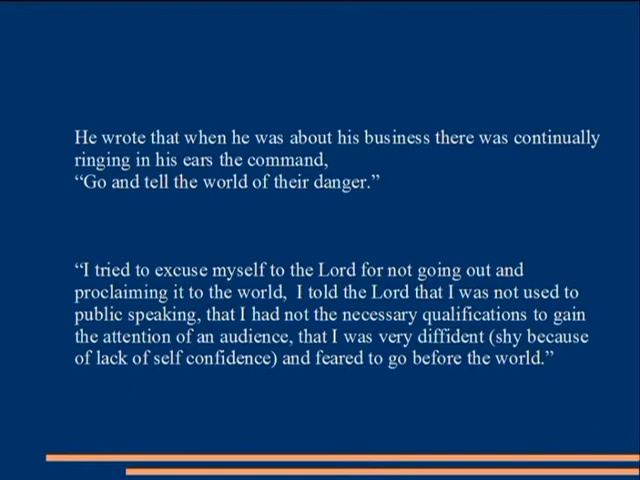 He wrote that when he was about his business there was continually
ringing in his ears the command,
“Go and tell the world of their danger.”
“I tried to excuse myself to the Lord for not going out and
proclaiming it to the world,  I told the Lord that I was not used to
public speaking, that I had not the necessary qualifications to gain
the attention of an audience, that I was very diffident (shy because
of lack of self confidence) and feared to go before the world.”